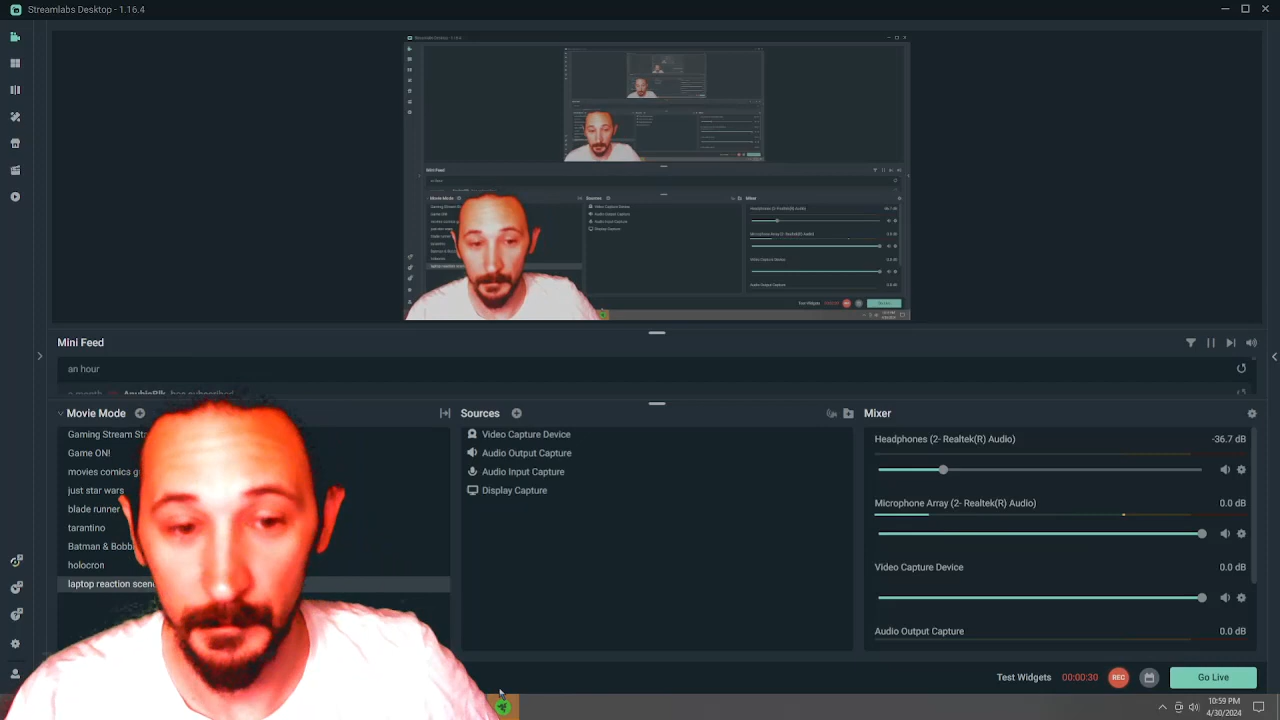 Streamlabs Desktop - 1.16.4
Mini Feed
an hour
Movie Mode
Gaming Stream St
Game ON!
movies comics g
just star wars
blade runner
tarantino
Batman & Bobb
holocron
laptop reaction scen
Sources
Video Capture Device
Audio Output Capture
Audio Input Capture
Display Capture
Mixer
Headphones (2- Realtek(R) Audio) -36.7 dB
Microphone Array (2- Realtek(R) Audio) 0.0 dB
Video Capture Device 0.0 dB
Audio Output Capture 0.0 dB
Test Widgets 00:00:30 REC Go Live
10:59 PM
4/30/2024